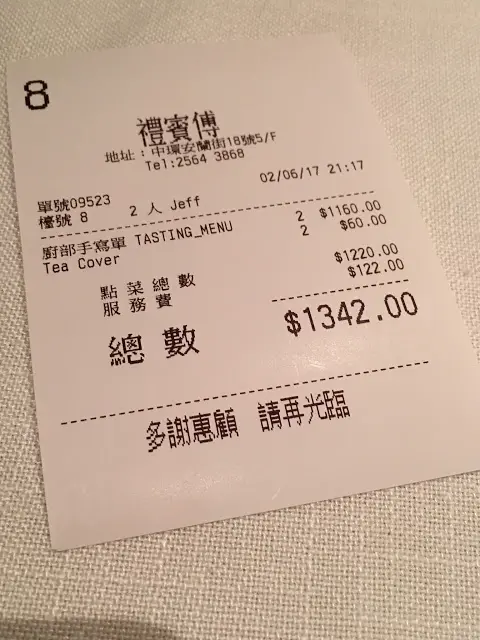 8
禮賓傅
地址：中環安蘭街18號5/F
Tel:2564 3868
02/06/17 21:17
單號09523
檯號 8 2 人 Jeff
廚部手寫單 TASTING_MENU 2 $1160.00
Tea Cover 2 $60.00
點菜總數 $1220.00
服務費 $122.00
總數 $1342.00
多謝惠顧 請再光臨